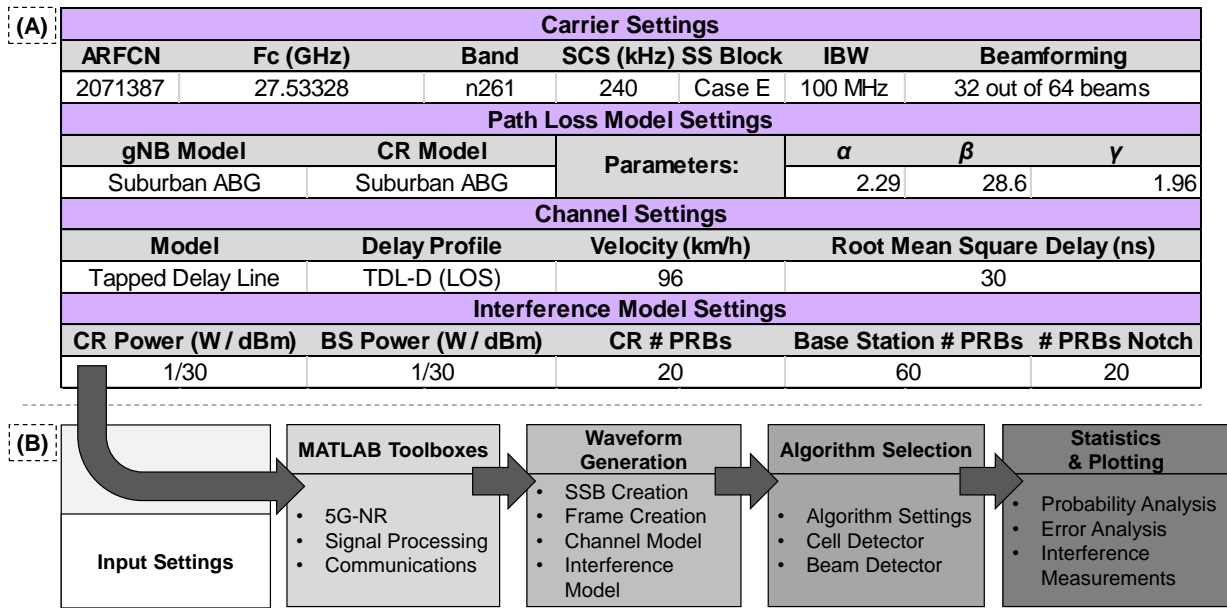 (A)
Carrier Settings
ARFCN Fc (GHz) Band SCS (kHz) SS Block IBW Beamforming
2071387 27.53328 n261 240 Case E 100 MHz 32 out of 64 beams
Path Loss Model Settings
gNB Model CR Model Parameters: α β γ
Suburban ABG Suburban ABG 2.29 28.6 1.96
Channel Settings
Model Delay Profile Velocity (km/h) Root Mean Square Delay (ns)
Tapped Delay Line TDL-D (LOS) 96 30
Interference Model Settings
CR Power (W / dBm) BS Power (W / dBm) CR # PRBs Base Station # PRBs # PRBs Notch
1/30 1/30 20 60 20
(B)
Input Settings
MATLAB Toolboxes
• 5G-NR
• Signal Processing
• Communications
Waveform
Generation
• SSB Creation
• Frame Creation
• Channel Model
• Interference
Model
Algorithm Selection
• Algorithm Settings
• Cell Detector
• Beam Detector
Statistics
& Plotting
• Probability Analysis
• Error Analysis
• Interference
Measurements